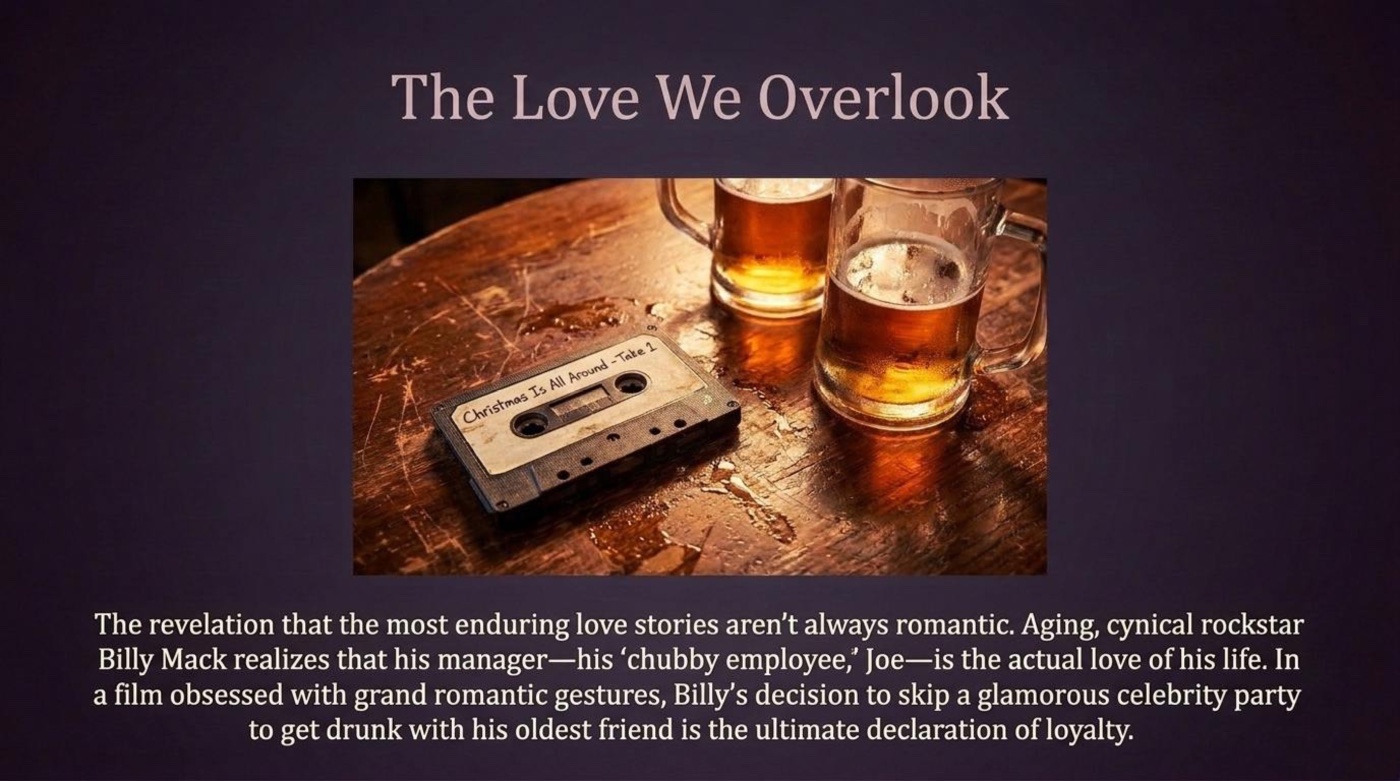 The Love We Overlook
Christmas Is All Around - Take 1
The revelation that the most enduring love stories aren’t always romantic. Aging, cynical rockstar
Billy Mack realizes that his manager—his ‘chubby employee,’ Joe—is the actual love of his life. In
a film obsessed with grand romantic gestures, Billy’s decision to skip a glamorous celebrity party
to get drunk with his oldest friend is the ultimate declaration of loyalty.